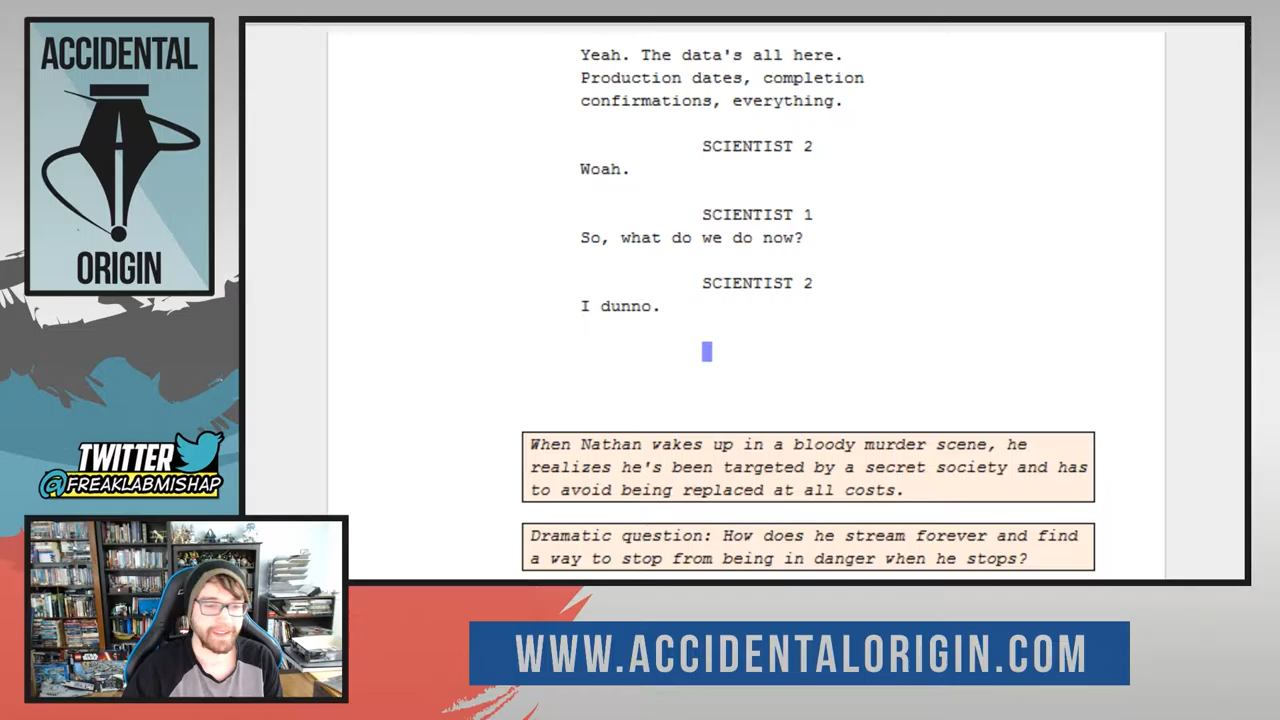 ACCIDENTAL
ORIGIN
Yeah. The data's all here.
Production dates, completion
confirmations, everything.
SCIENTIST 2
Woah.
SCIENTIST 1
So, what do we do now?
SCIENTIST 2
I dunno.
When Nathan wakes up in a bloody murder scene, he
realizes he's been targeted by a secret society and has
to avoid being replaced at all costs.
Dramatic question: How does he stream forever and find
a way to stop from being in danger when he stops?
TWITTER
@FREAKLABMISHAP
WWW.ACCIDENTALORIGIN.COM